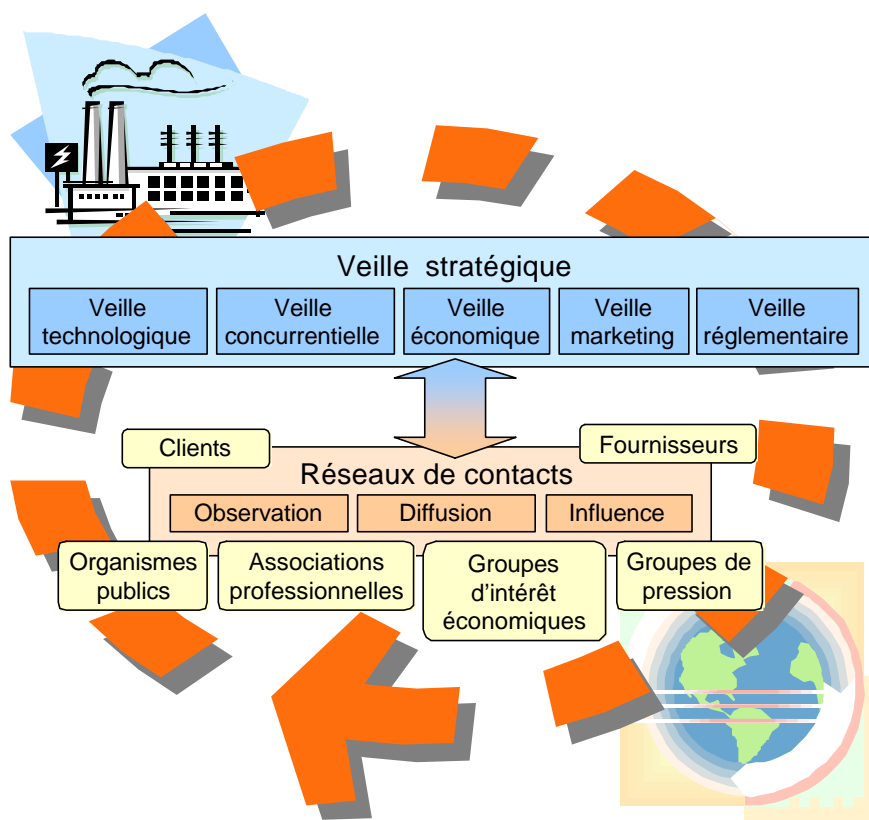 Veille stratégique
Veille
technologique
Veille
concurrentielle
Veille
économique
Veille
marketing
Veille
réglementaire
Clients
Fournisseurs
Réseaux de contacts
Observation
Diffusion
Influence
Organismes
publics
Associations
professionnelles
Groupes
d'intérêt
économiques
Groupes de
pression